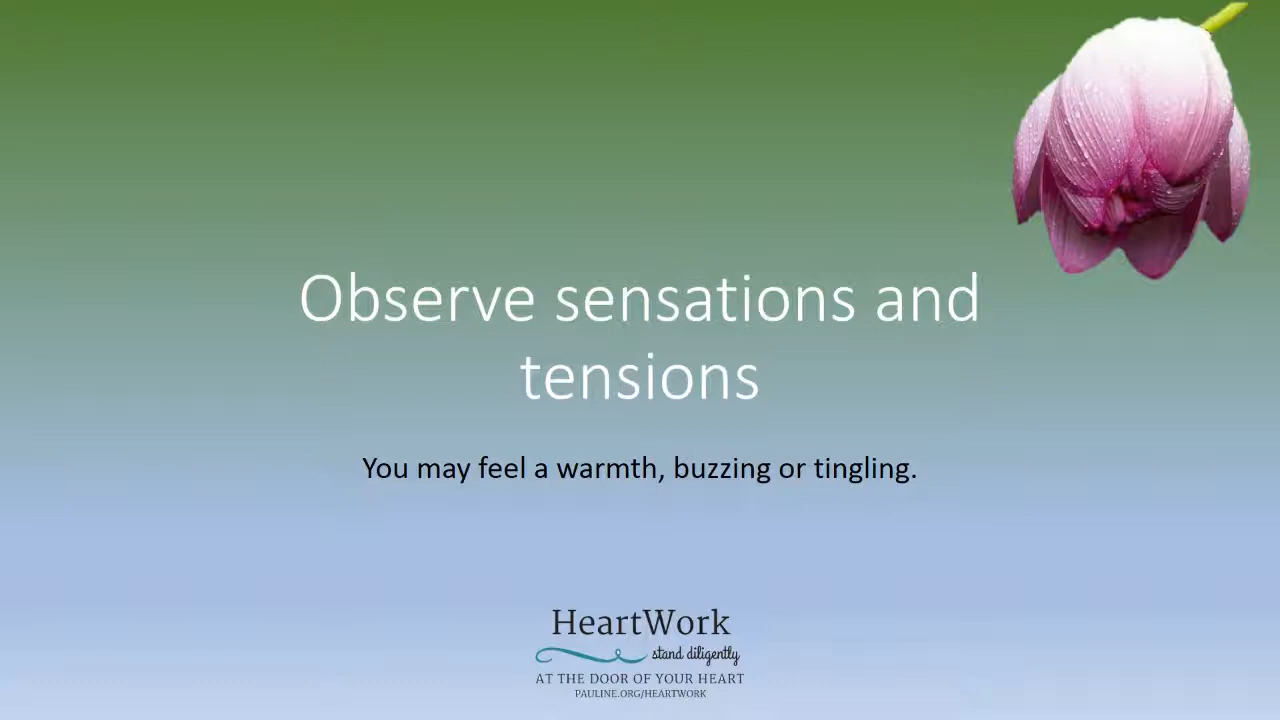 Observe sensations and
tensions
You may feel a warmth, buzzing or tingling.
HeartWork
stand diligently
AT THE DOOR OF YOUR HEART
PAULINE.ORG/HEARTWORK